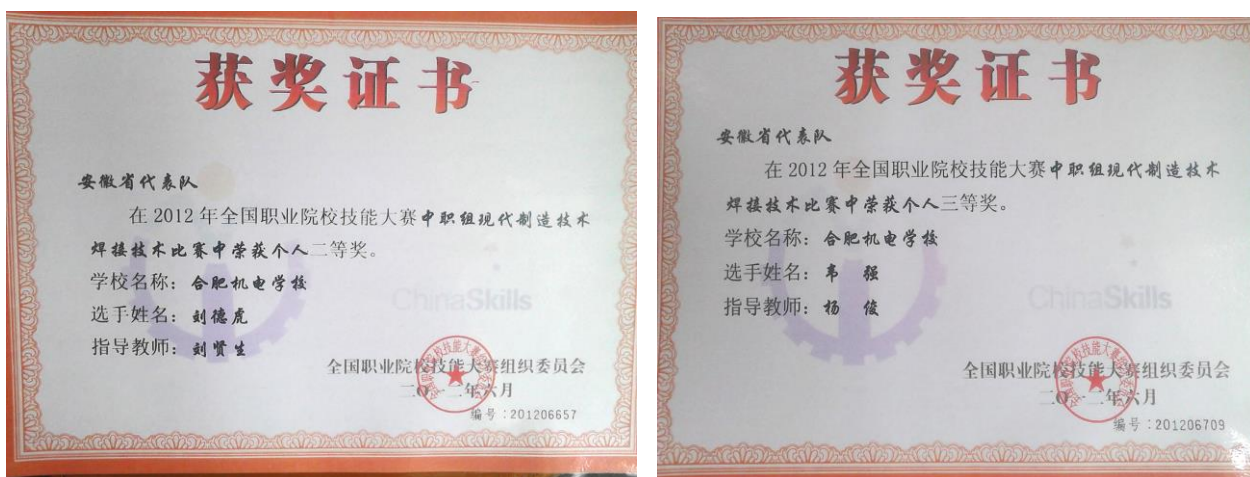 获奖证书
安徽省代表队
在 2012 年全国职业院校技能大赛中职组现代制造技术
焊接技术比赛中荣获个人二等奖。
学校名称：合肥机电学校
选手姓名：刘德虎
指导教师：刘贤生
ChinaSkills
全国职业院校技能大赛组织委员会
二〇一二年六月
编号：201206657
获奖证书
安徽省代表队
在 2012 年全国职业院校技能大赛中职组现代制造技术
焊接技术比赛中荣获个人三等奖。
学校名称：合肥机电学校
选手姓名：韦 强
指导教师：杨 俊
ChinaSkills
全国职业院校技能大赛组织委员会
二〇一二年六月
编号：201206709